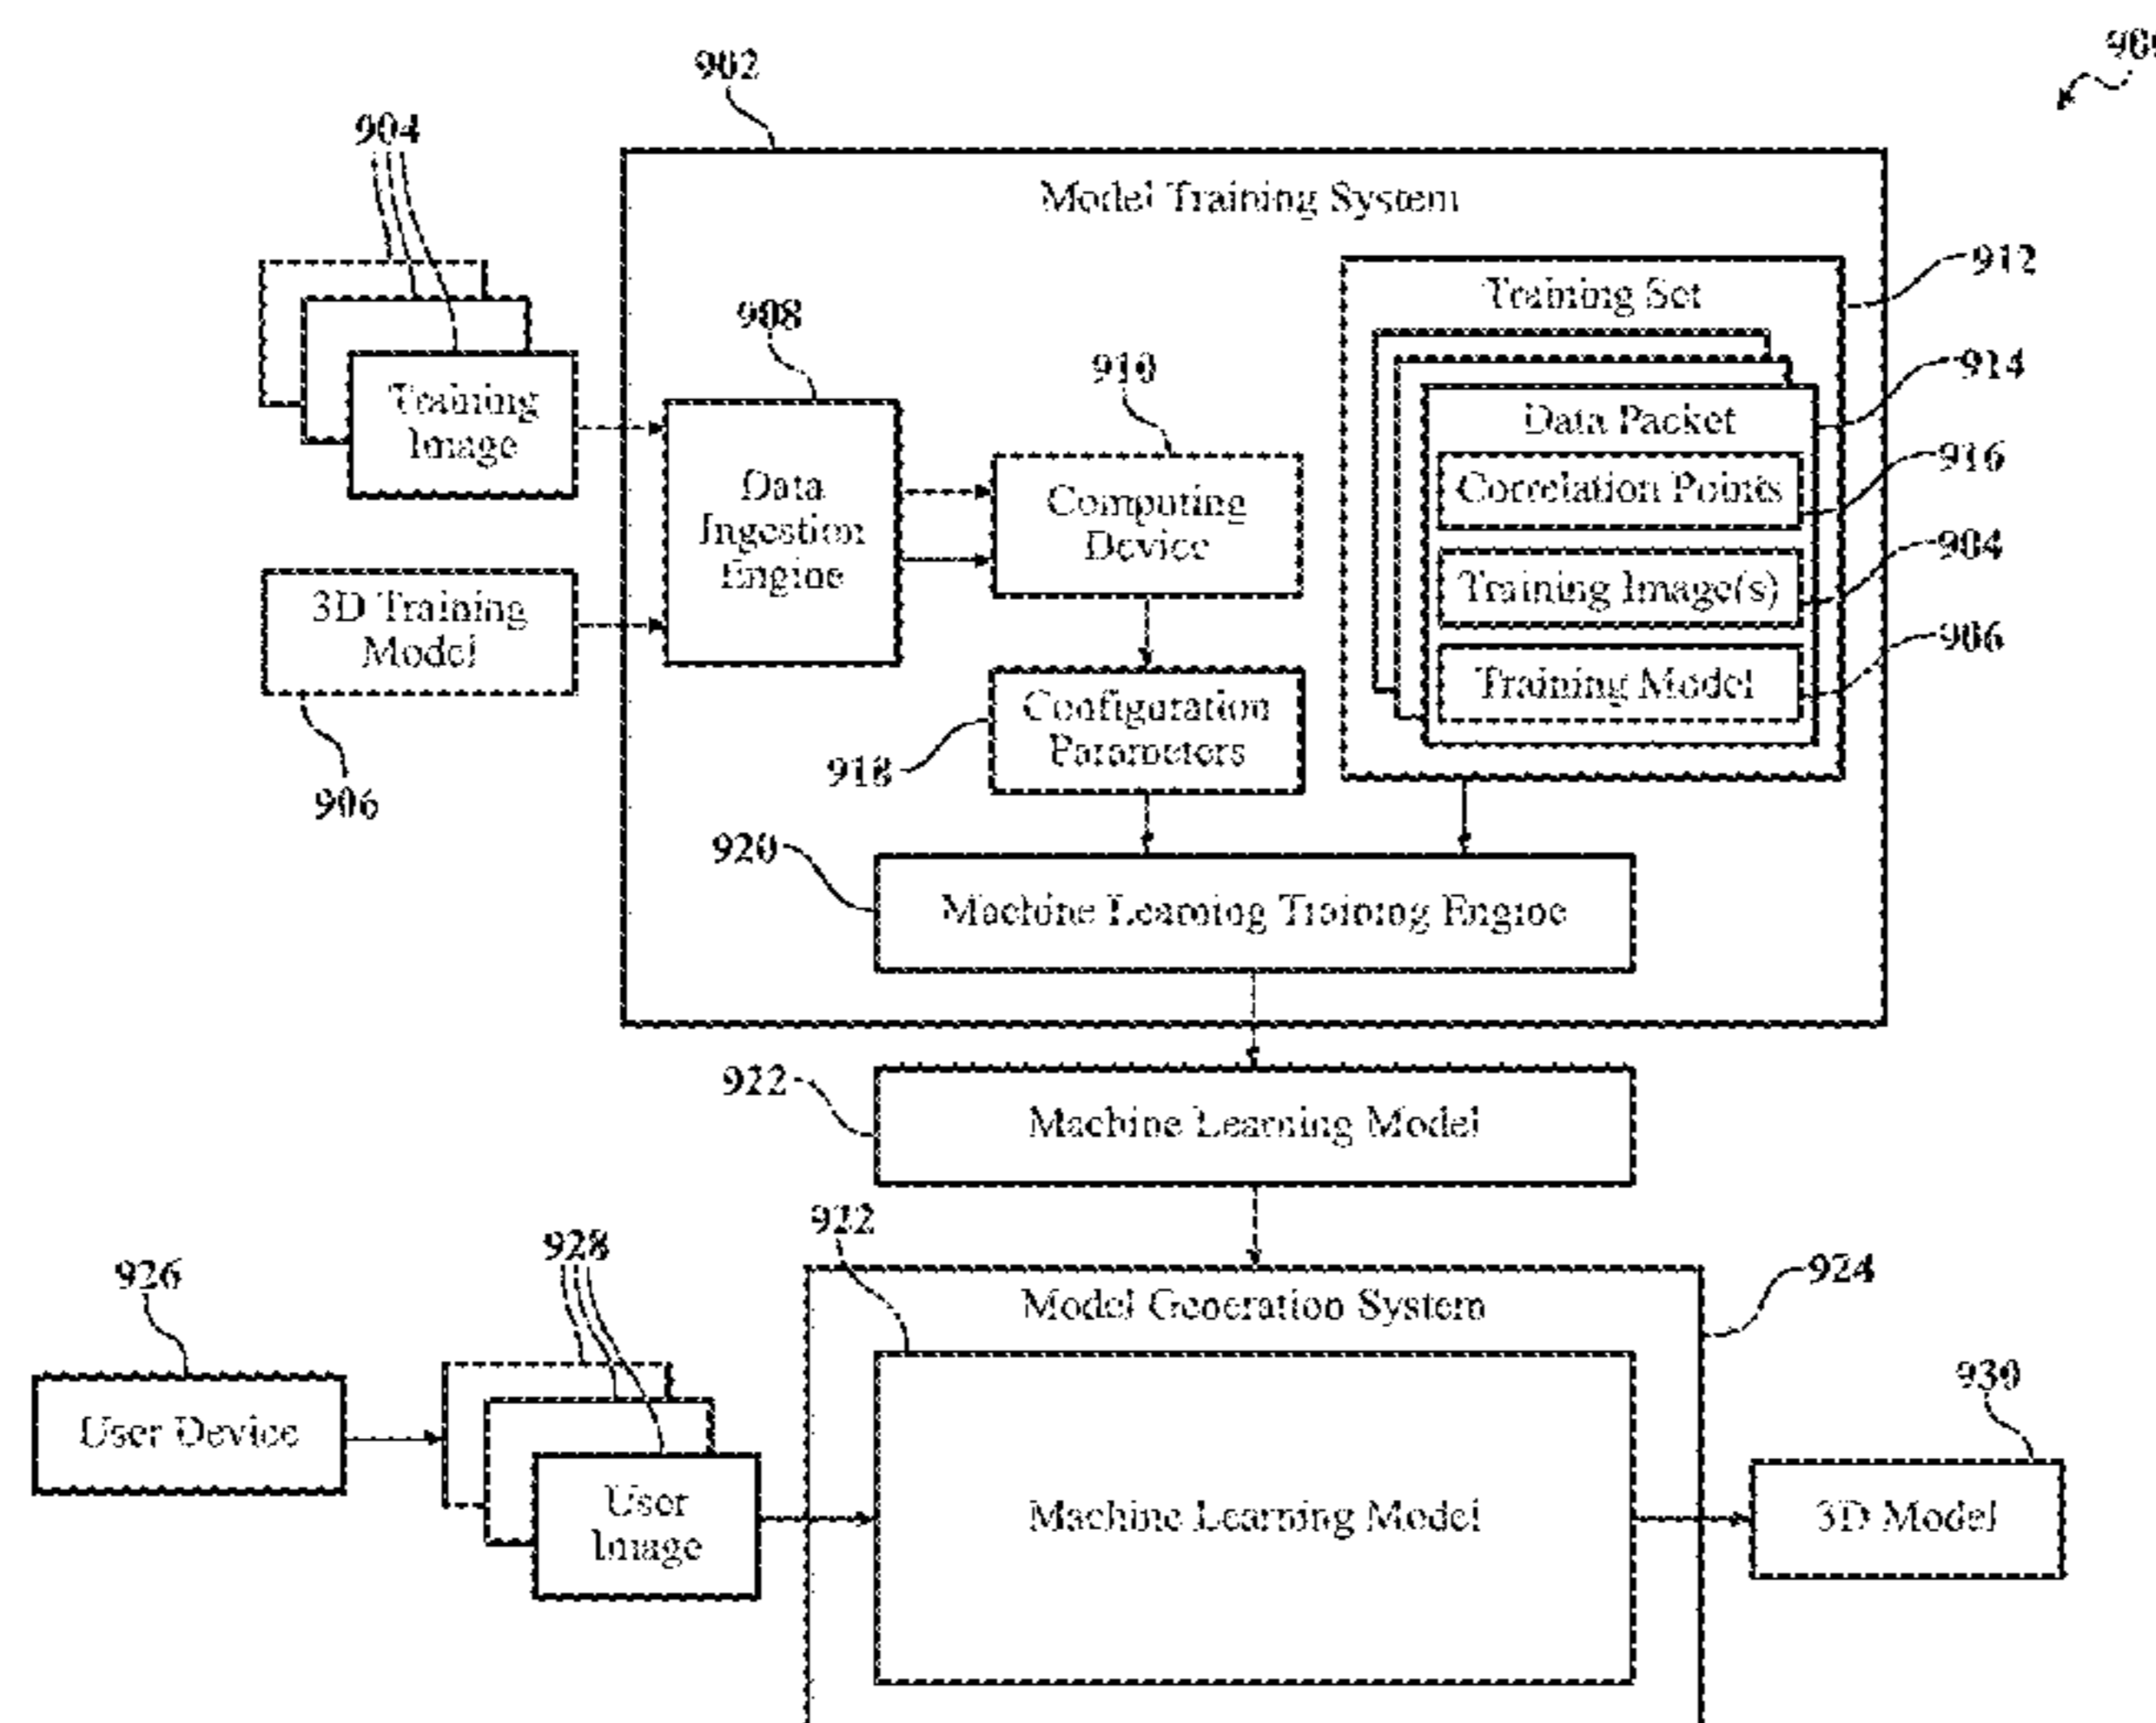 900
902
904
Model Training System
912
Training Set
908
914
910
Training
Image
Data Packet
916
Correlation Points
Data
Ingestion
Engine
Computing
Device
904
Training Image(s)
3D Training
Model
906
Training Model
Configuration
Parameters
918
906
920
Machine Learning Training Engine
922
Machine Learning Model
922
928
926
924
Model Generation System
930
User Device
User
Image
Machine Learning Model
3D Model